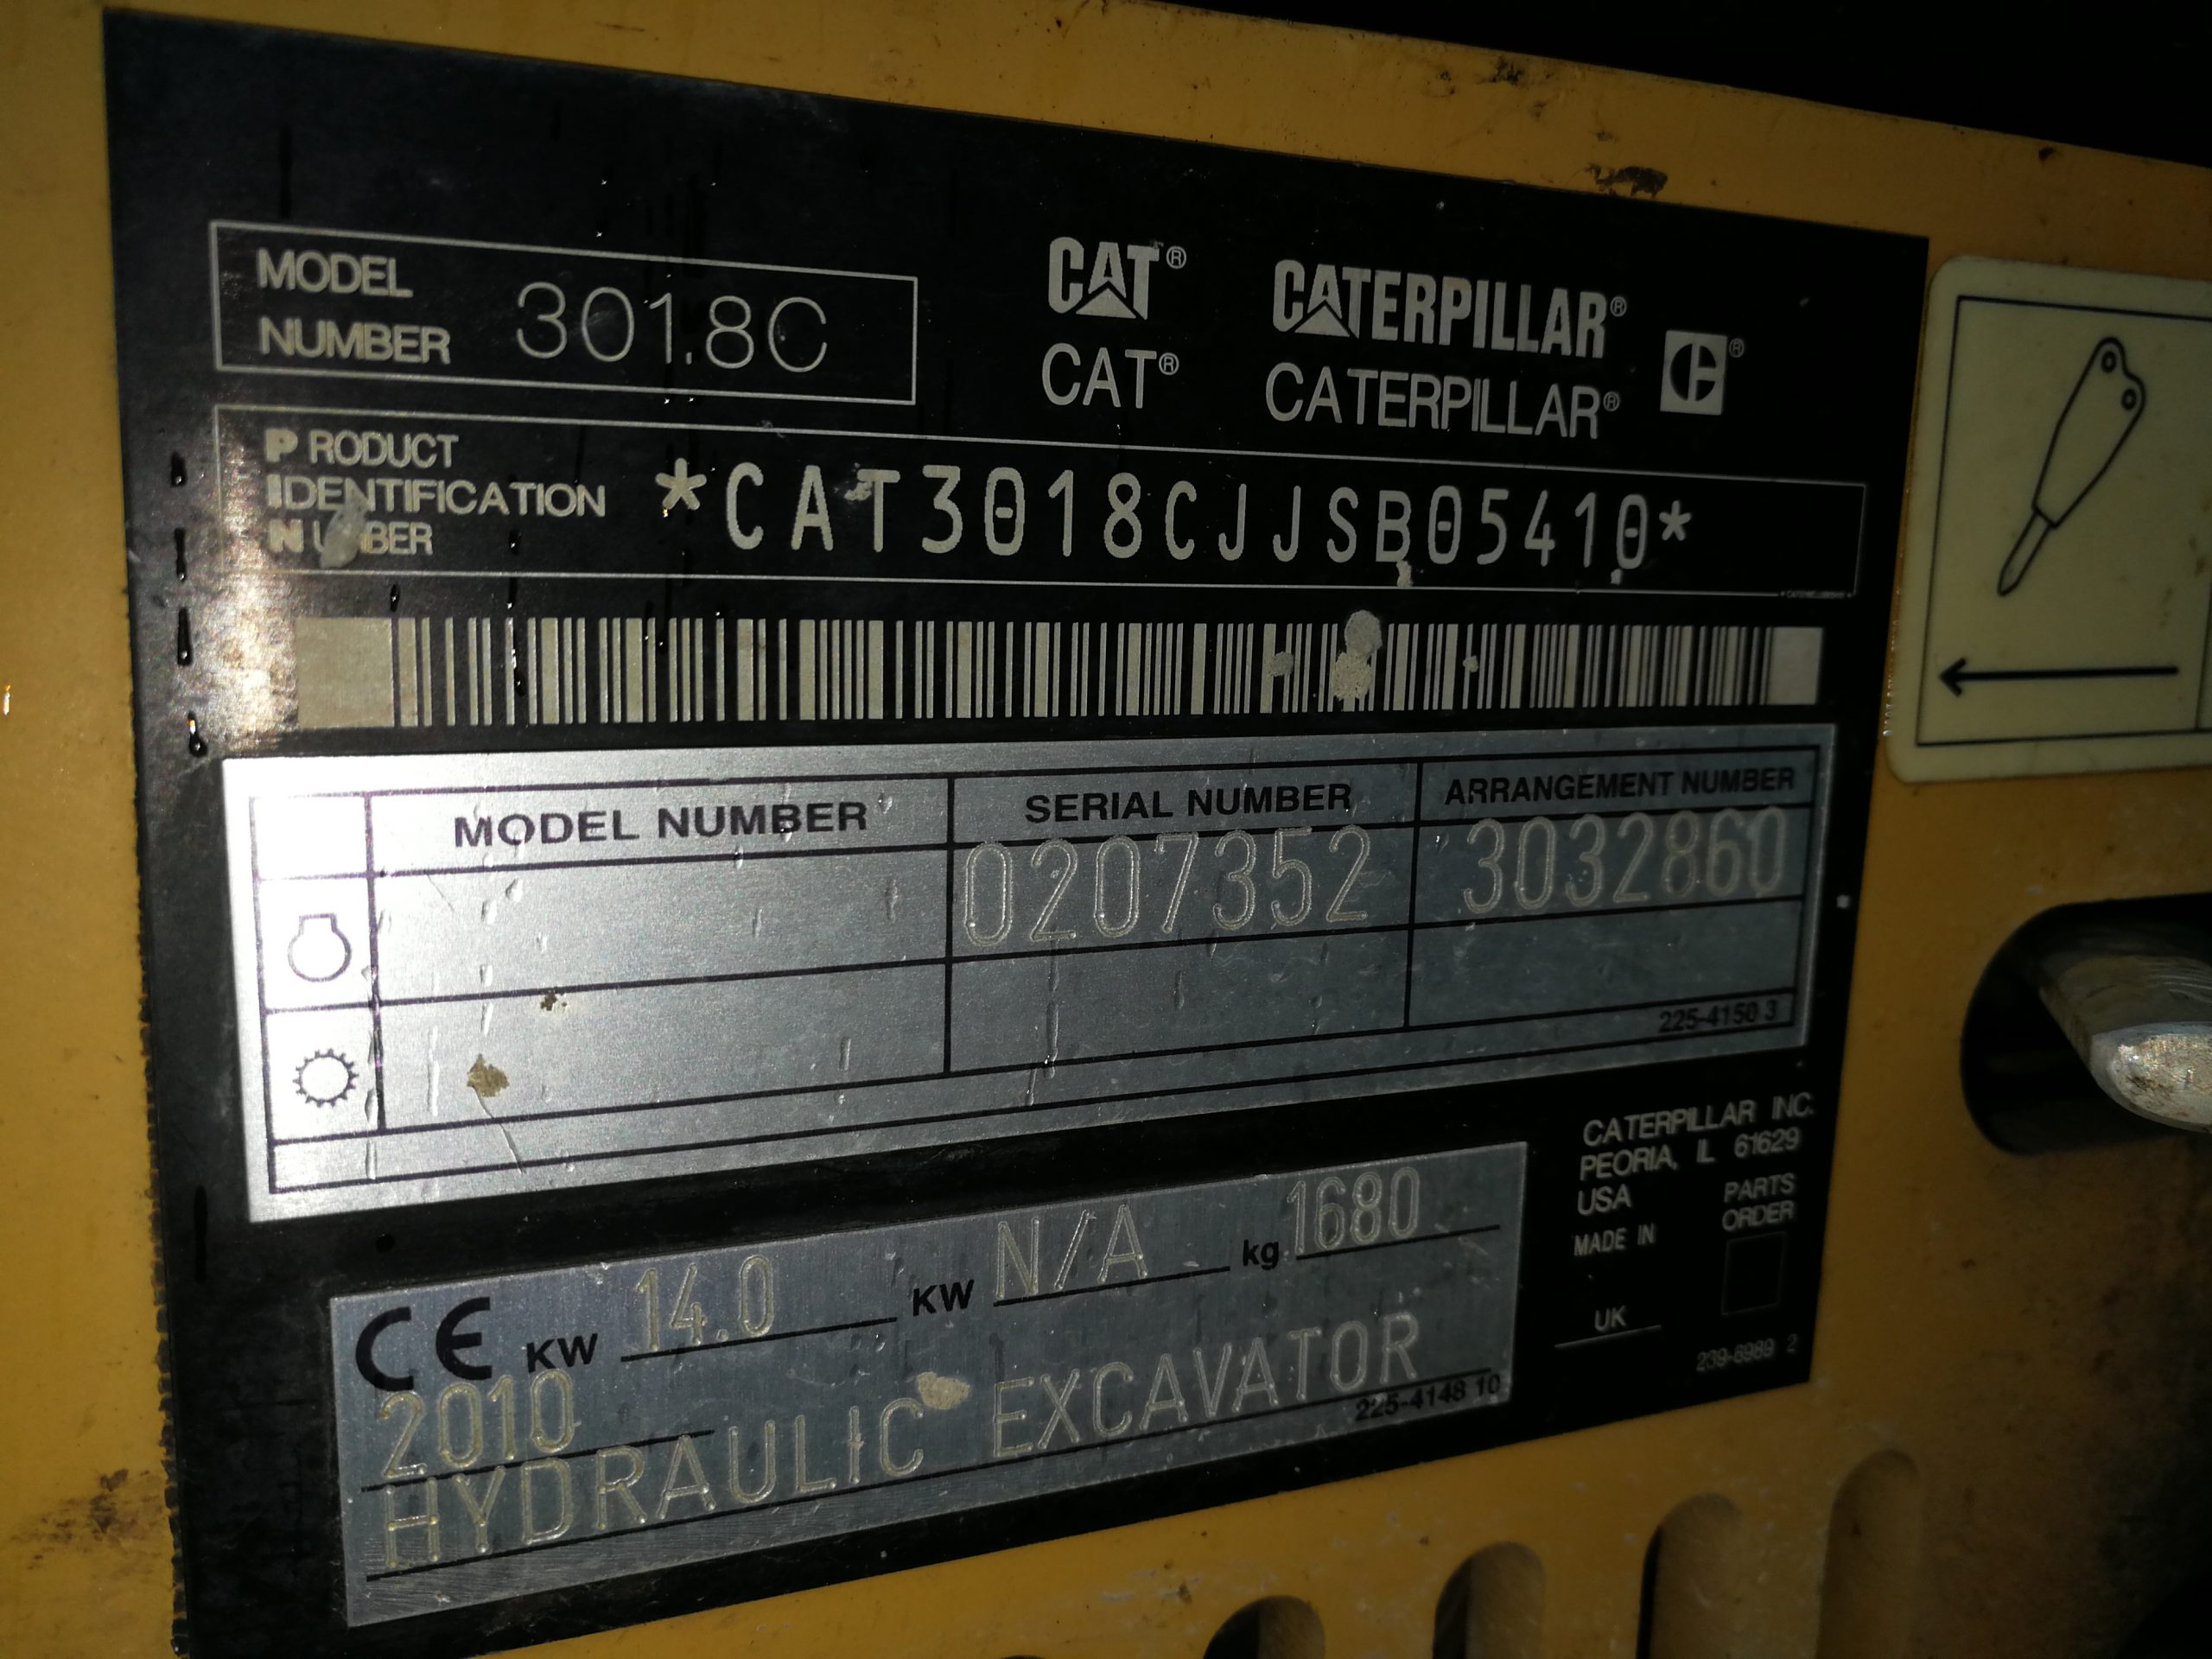 MODEL NUMBER 301.8C
CAT® CATERPILLAR®
CAT® CATERPILLAR®
PRODUCT IDENTIFICATION NUMBER *CAT3018CJJSB05410*
MODEL NUMBER SERIAL NUMBER ARRANGEMENT NUMBER
0207352 3032860
225-4150 3
CE KW 14.0 KW N/A kg 1680
2010
HYDRAULIC EXCAVATOR
225-4148 10
CATERPILLAR INC.
PEORIA, IL 61629
USA
MADE IN
UK
PARTS
ORDER
239-6989 2